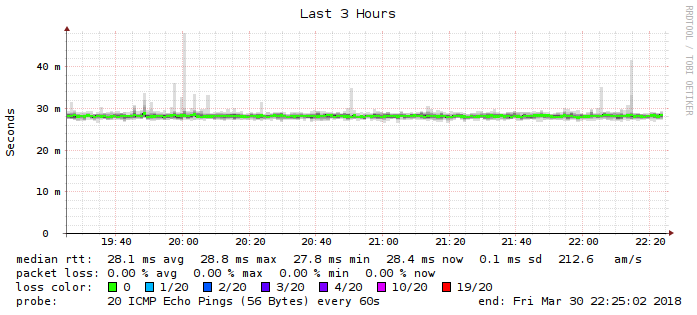 Last 3 Hours
RRDTOOL / TOBI OETIKER
Seconds
40 m
30 m
20 m
10 m
0
19:40 20:00 20:20 20:40 21:00 21:20 21:40 22:00 22:20
median rtt: 28.1 ms avg 28.8 ms max 27.8 ms min 28.4 ms now 0.1 ms sd 212.6 am/s
packet loss: 0.00 % avg 0.00 % max 0.00 % min 0.00 % now
loss color: 0 1/20 2/20 3/20 4/20 10/20 19/20
probe: 20 ICMP Echo Pings (56 Bytes) every 60s end: Fri Mar 30 22:25:02 2018